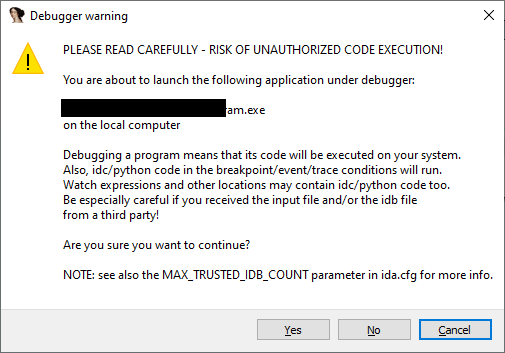 Debugger warning
PLEASE READ CAREFULLY - RISK OF UNAUTHORIZED CODE EXECUTION!
You are about to launch the following application under debugger:
ram.exe
on the local computer
Debugging a program means that its code will be executed on your system.
Also, idc/python code in the breakpoint/event/trace conditions will run.
Watch expressions and other locations may contain idc/python code too.
Be especially careful if you received the input file and/or the idb file
from a third party!
Are you sure you want to continue?
NOTE: see also the MAX_TRUSTED_IDB_COUNT parameter in ida.cfg for more info.
Yes No Cancel